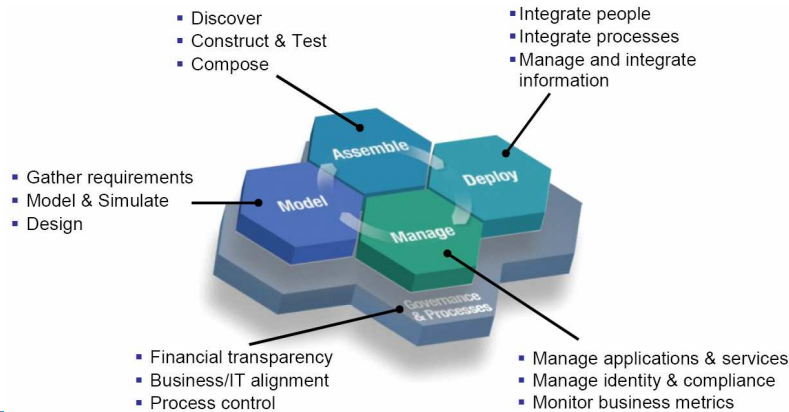 Discover
Construct & Test
Compose
Integrate people
Integrate processes
Manage and integrate
information
Assemble
Deploy
Gather requirements
Model & Simulate
Design
Model
Manage
Governance
& Processes
Financial transparency
Business/IT alignment
Process control
Manage applications & services
Manage identity & compliance
Monitor business metrics